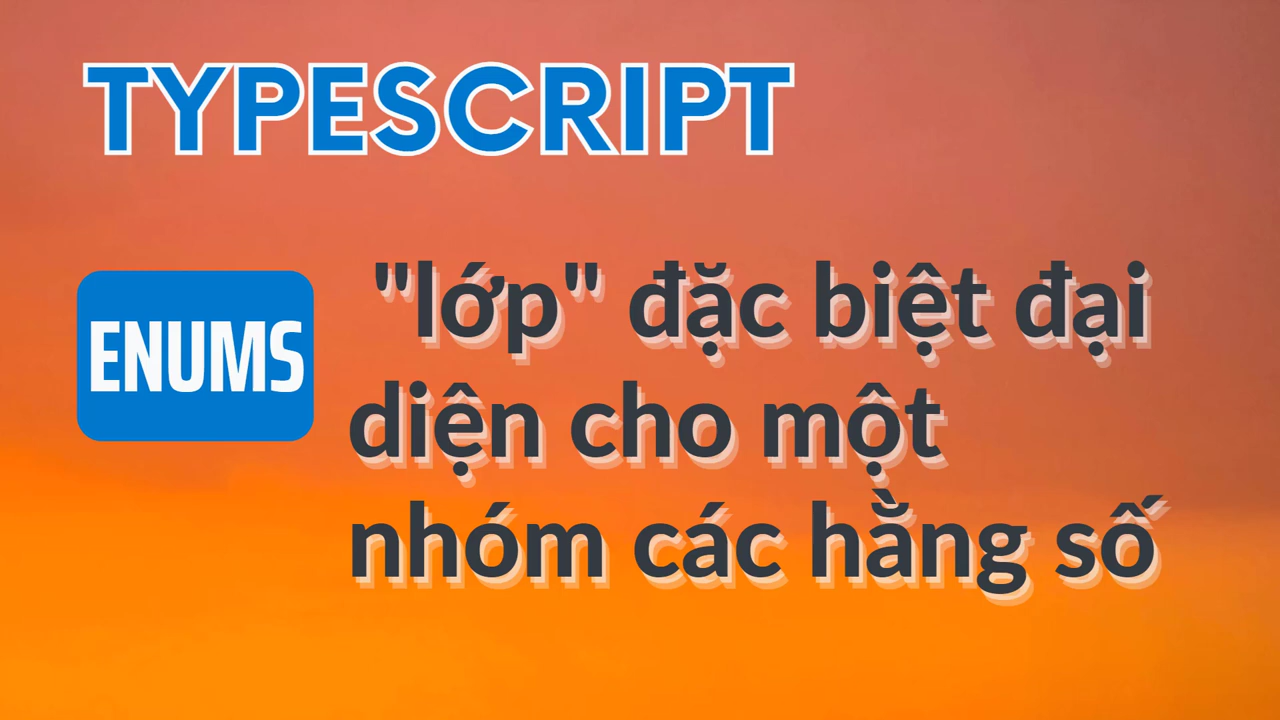 TYPESCRIPT
ENUMS
"lớp" đặc biệt đại
diện cho một
nhóm các hằng số